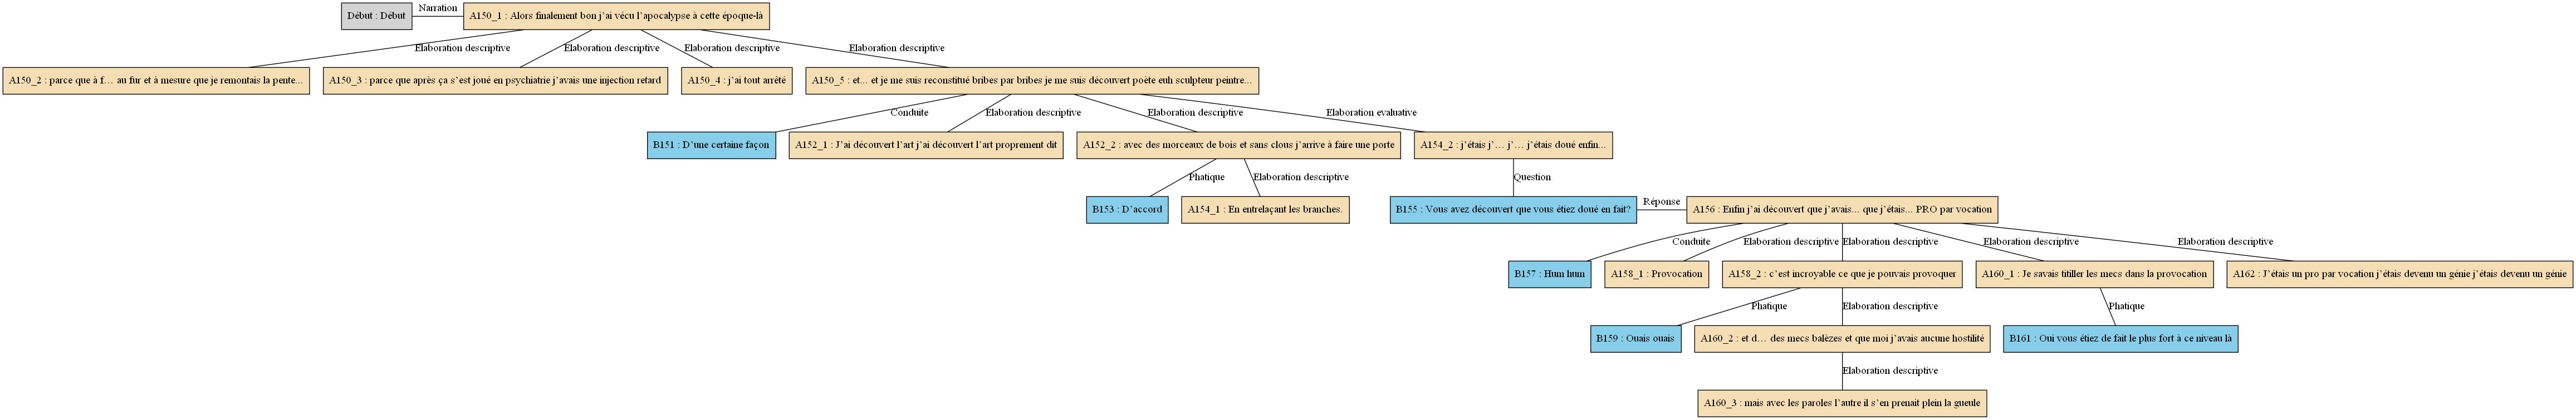 Début : Début
Narration
A150_1 : Alors finalement bon j'ai vécu l'apocalypse à cette époque-là
Elaboration descriptive
Elaboration descriptive
Elaboration descriptive
Elaboration descriptive
A150_2 : parce que à f… au fur et à mesure que je remontais la pente...
A150_3 : parce que après ça s'est joué en psychiatrie j'avais une injection retard
A150_4 : j'ai tout arrêté
A150_5 : et... et je me suis reconstitué bribes par bribes je me suis découvert poète euh sculpteur peintre...
Conduite
Elaboration descriptive
Elaboration descriptive
Elaboration evaluative
B151 : D'une certaine façon
A152_1 : J'ai découvert l'art j'ai découvert l'art proprement dit
A152_2 : avec des morceaux de bois et sans clous j'arrive à faire une porte
A154_2 : j'étais j'… j'… j'étais doué enfin...
Phatique
Elaboration descriptive
Question
B153 : D'accord
A154_1 : En entrelaçant les branches.
B155 : Vous avez découvert que vous étiez doué en fait?
Réponse
A156 : Enfin j'ai découvert que j'avais... que j'étais... PRO par vocation
Conduite
Elaboration descriptive
Elaboration descriptive
Elaboration descriptive
Elaboration descriptive
B157 : Hum hum
A158_1 : Provocation
A158_2 : c'est incroyable ce que je pouvais provoquer
A160_1 : Je savais titiller les mecs dans la provocation
A162 : J'étais un pro par vocation j'étais devenu un génie j'étais devenu un génie
Phatique
Elaboration descriptive
Phatique
B159 : Ouais ouais
A160_2 : et d… des mecs balèzes et que moi j'avais aucune hostilité
B161 : Oui vous étiez de fait le plus fort à ce niveau là
Elaboration descriptive
A160_3 : mais avec les paroles l'autre il s'en prenait plein la gueule